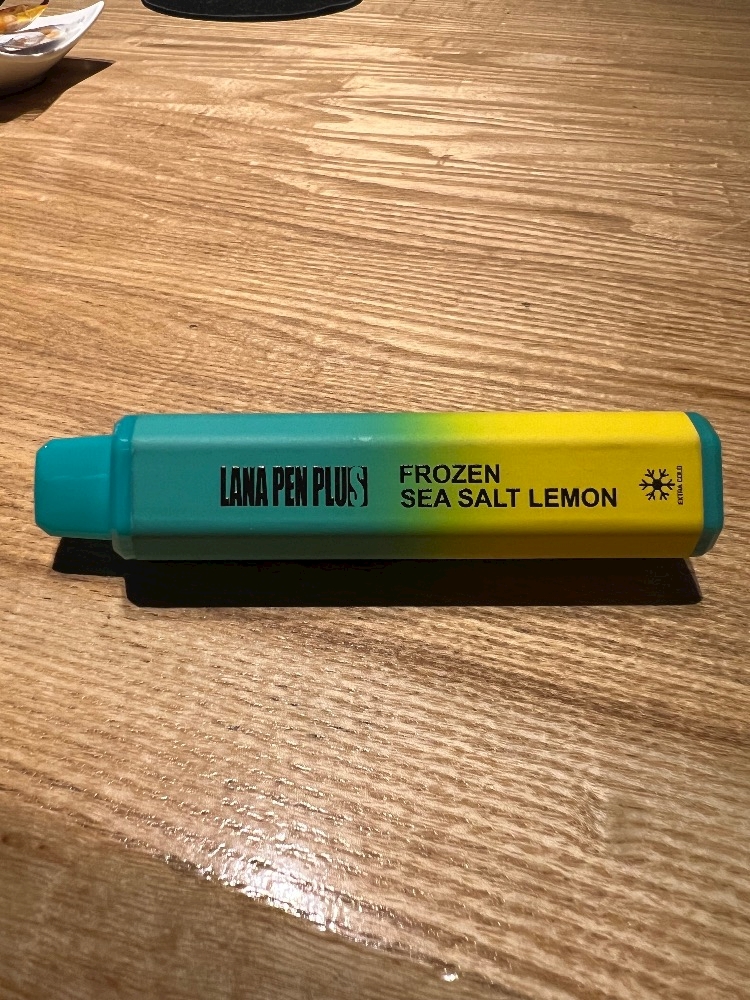 LANA PEN PLUS
FROZEN
SEA SALT LEMON
EXTRA COLD